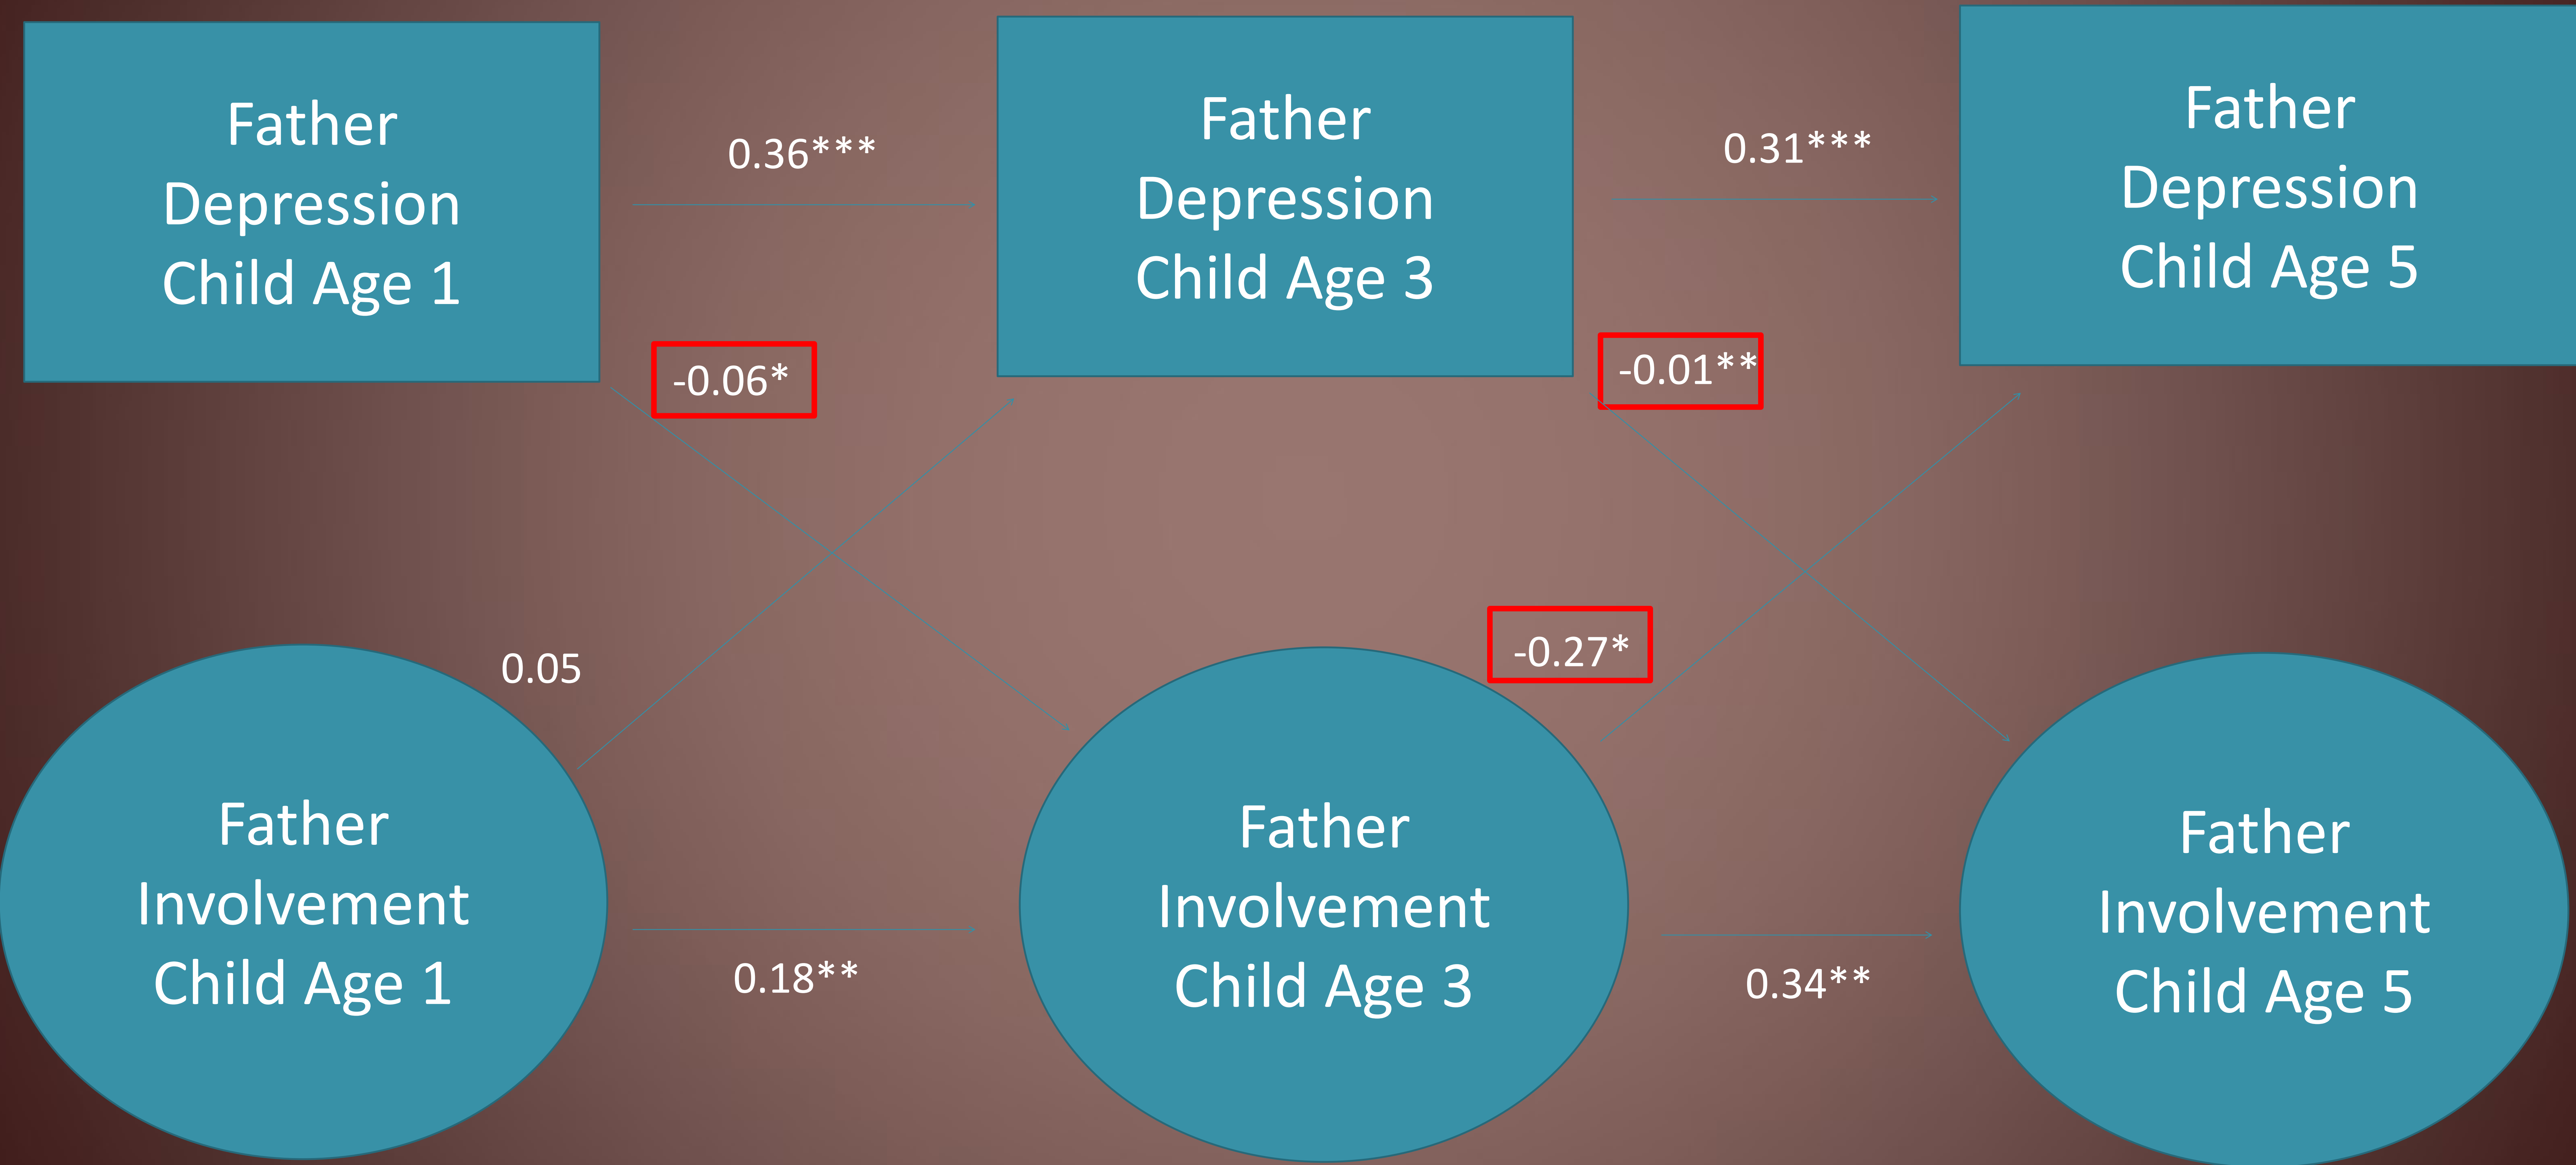 Father
Depression
Child Age 1
0.36***
Father
Depression
Child Age 3
0.31***
Father
Depression
Child Age 5
-0.06*
-0.01**
0.05
-0.27*
Father
Involvement
Child Age 1
0.18**
Father
Involvement
Child Age 3
0.34**
Father
Involvement
Child Age 5